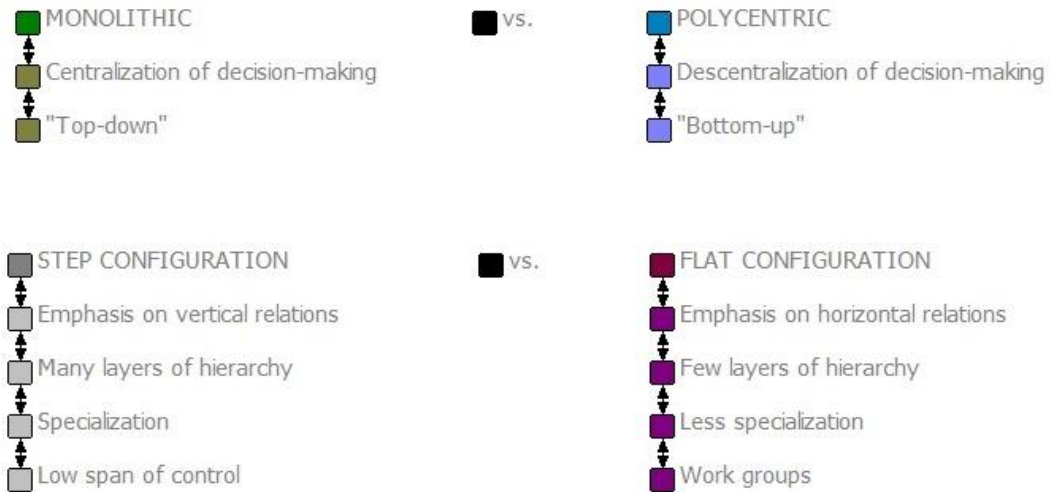 MONOLITHIC
vs.
POLYCENTRIC
Centralization of decision-making
Descentralization of decision-making
"Top-down"
"Bottom-up"
STEP CONFIGURATION
vs.
FLAT CONFIGURATION
Emphasis on vertical relations
Emphasis on horizontal relations
Many layers of hierarchy
Few layers of hierarchy
Specialization
Less specialization
Low span of control
Work groups